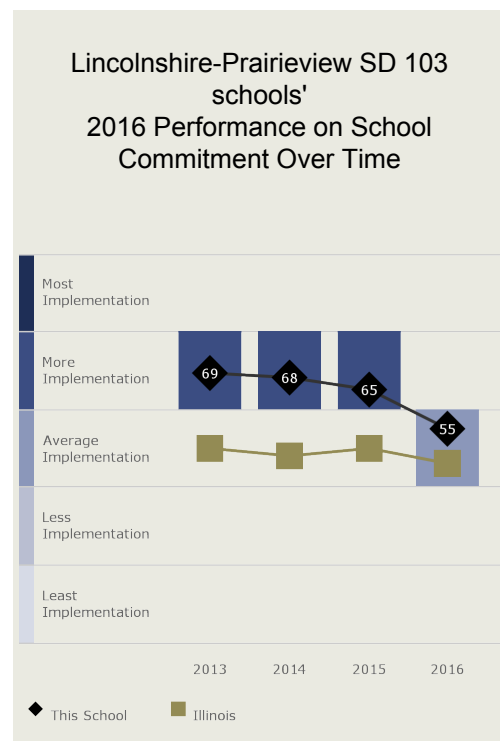 Lincolnshire-Prairieview SD 103
schools'
2016 Performance on School
Commitment Over Time
Most
Implementation
More
Implementation
69
68
65
55
Average
Implementation
Less
Implementation
Least
Implementation
2013 2014 2015 2016
This School Illinois